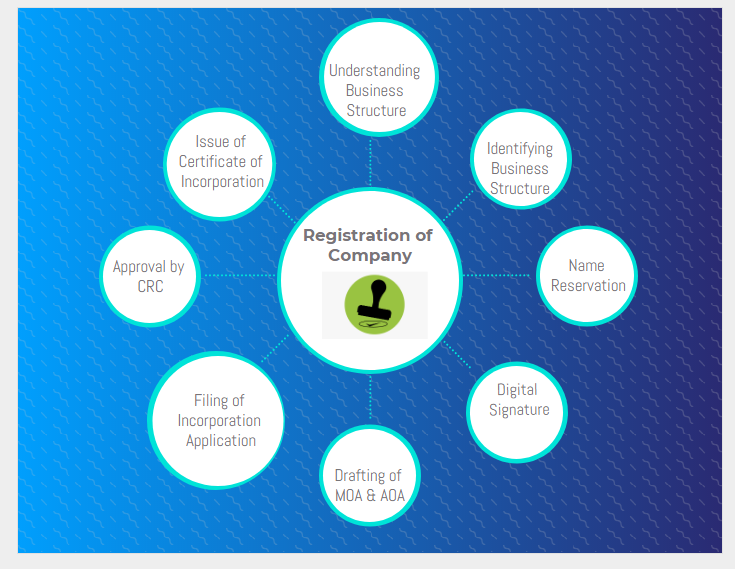 Understanding
Business
Structure
Identifying
Business
Structure
Name
Reservation
Digital
Signature
Drafting of
MOA & AOA
Filing of
Incorporation
Application
Approval by
CRC
Issue of
Certificate of
Incorporation
Registration of
Company